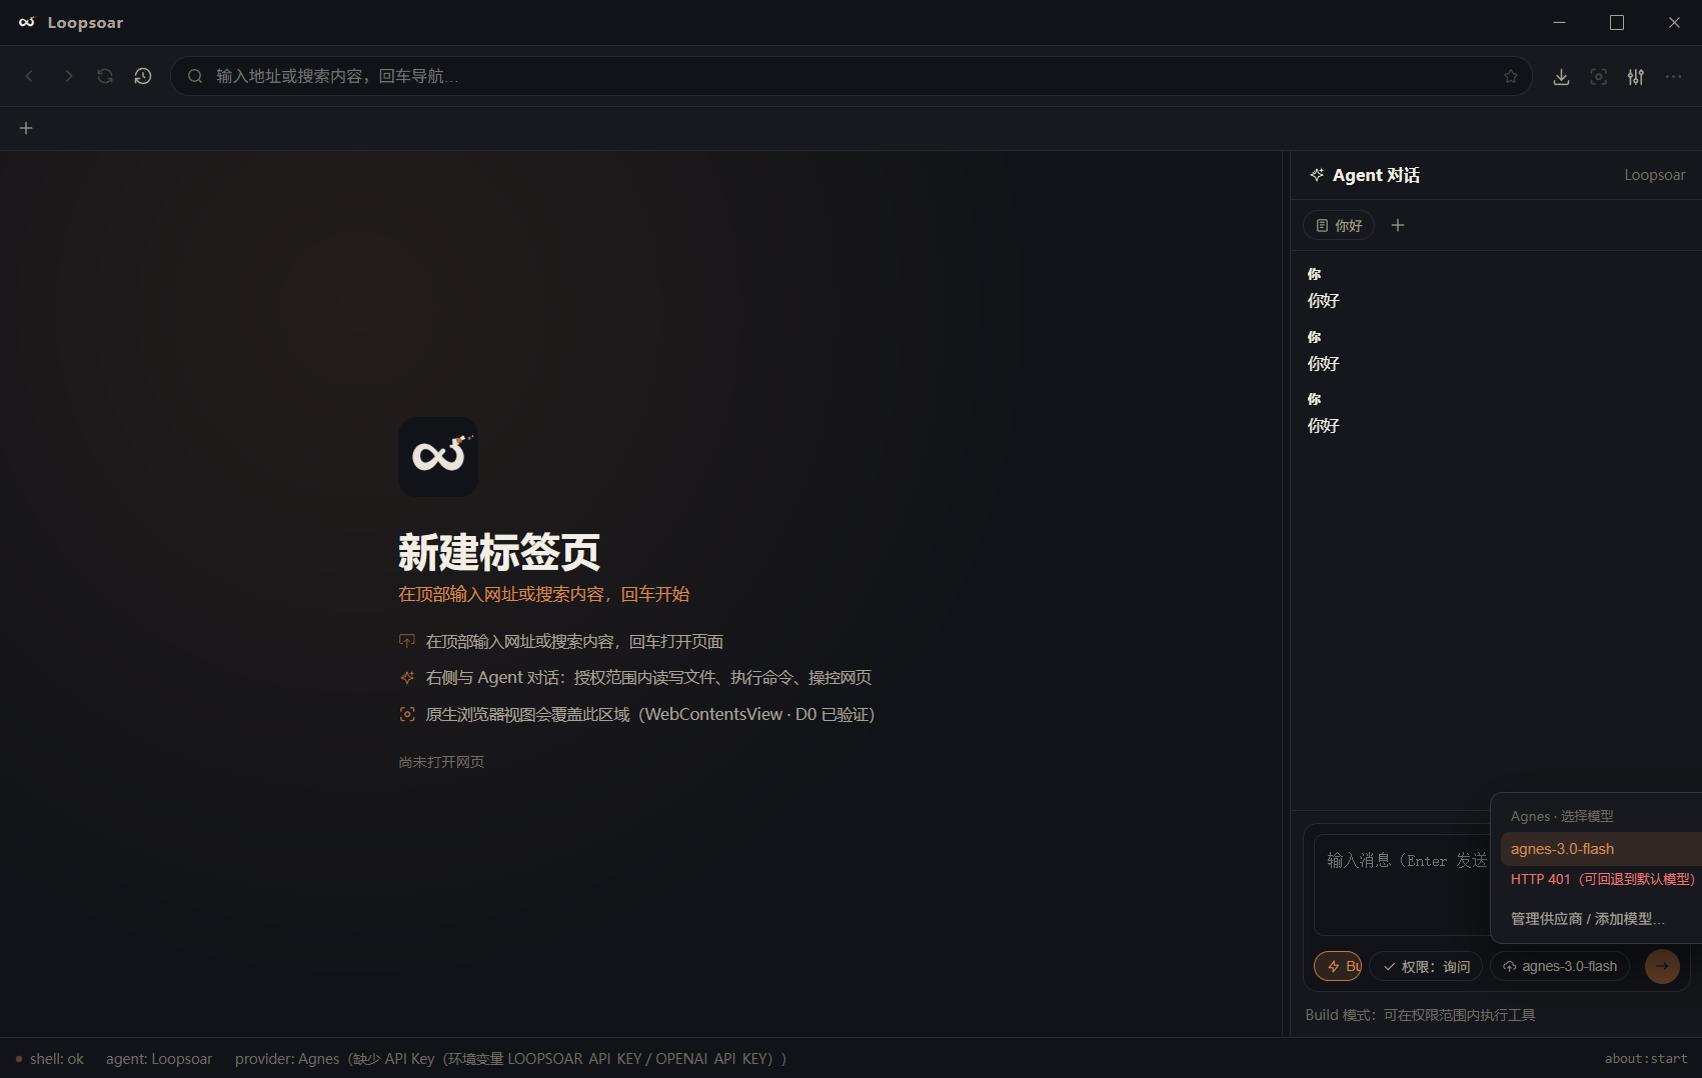 Loopsoar
输入地址或搜索内容，回车导航...
Agent 对话
Loopsoar
你好
你
你好
你
你好
你
你好
新建标签页
在顶部输入网址或搜索内容，回车开始
在顶部输入网址或搜索内容，回车打开页面
右侧与 Agent 对话：授权范围内读写文件、执行命令、操控网页
原生浏览器视图会覆盖此区域（WebContentsView · D0 已验证）
尚未打开网页
Agnes · 选择模型
agnes-3.0-flash
HTTP 401（可回退到默认模型）
管理供应商 / 添加模型...
输入消息（Enter 发送
Bu
权限：询问
agnes-3.0-flash
Build 模式：可在权限范围内执行工具
shell: ok
agent: Loopsoar
provider: Agnes（缺少 API Key（环境变量 LOOPSOAR_API_KEY / OPENAI_API_KEY））
about:start